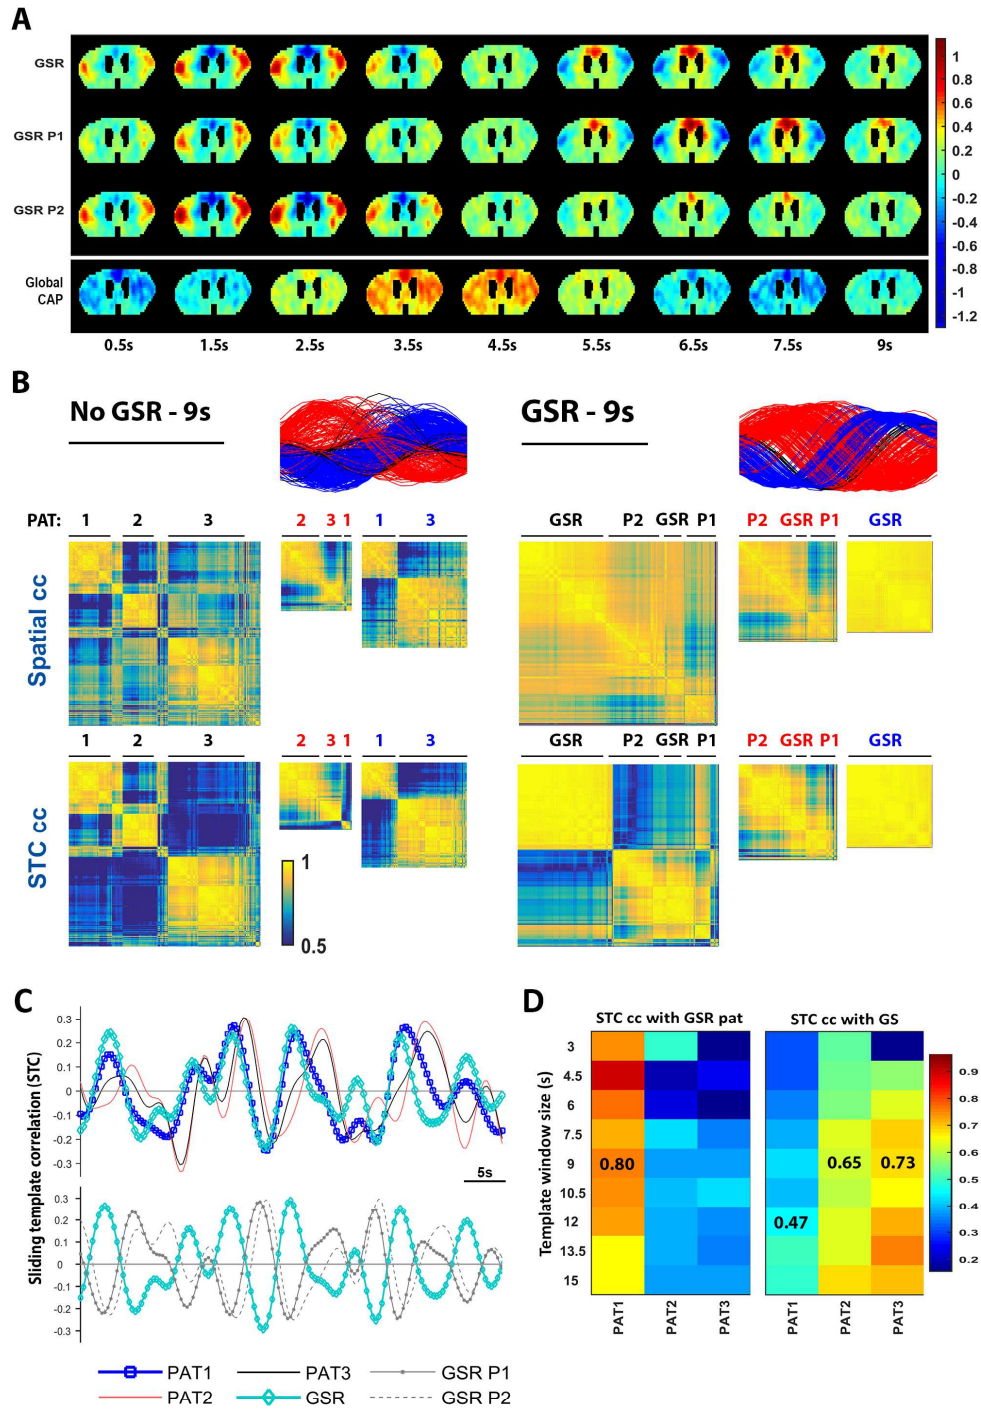 A
GSR
GSR P1
GSR P2
Global
CAP
1
0.8
0.6
0.4
0.2
0
-0.2
-0.4
-0.6
-0.8
-1
-1.2
0.5s 1.5s 2.5s 3.5s 4.5s 5.5s 6.5s 7.5s 9s
B
No GSR - 9s
GSR - 9s
PAT: 1 2 3 2 3 1 1 3 GSR P2 GSR P1 P2 GSR P1 GSR
Spatial cc
1 2 3 2 3 1 1 3 GSR P2 GSR P1 P2 GSR P1 GSR
STC cc
1
0.5
C
Sliding template correlation (STC)
0.3
0.2
0.1
0
-0.1
-0.2
-0.3
5s
0.3
0.2
0.1
0
-0.1
-0.2
-0.3
PAT1 PAT3 GSR P1
PAT2 GSR GSR P2
D
STC cc with GSR pat STC cc with GS
Template window size (s)
3
4.5
6
7.5
9
10.5
12
13.5
15
0.80
0.65 0.73
0.47
PAT1 PAT2 PAT3 PAT1 PAT2 PAT3
0.9
0.8
0.7
0.6
0.5
0.4
0.3
0.2